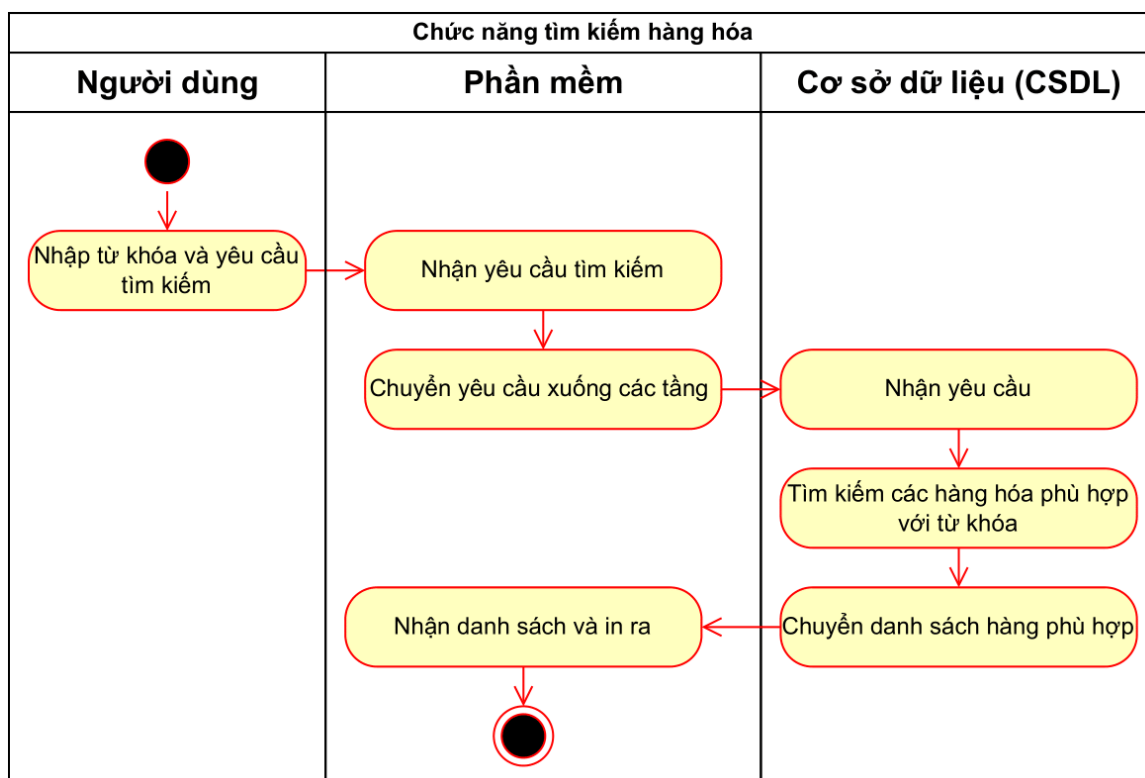 Chức năng tìm kiếm hàng hóa
Người dùng
Phần mềm
Cơ sở dữ liệu (CSDL)
Nhập từ khóa và yêu cầu
tìm kiếm
Nhận yêu cầu tìm kiếm
Chuyển yêu cầu xuống các tầng
Nhận yêu cầu
Tìm kiếm các hàng hóa phù hợp
với từ khóa
Chuyển danh sách hàng phù hợp
Nhận danh sách và in ra